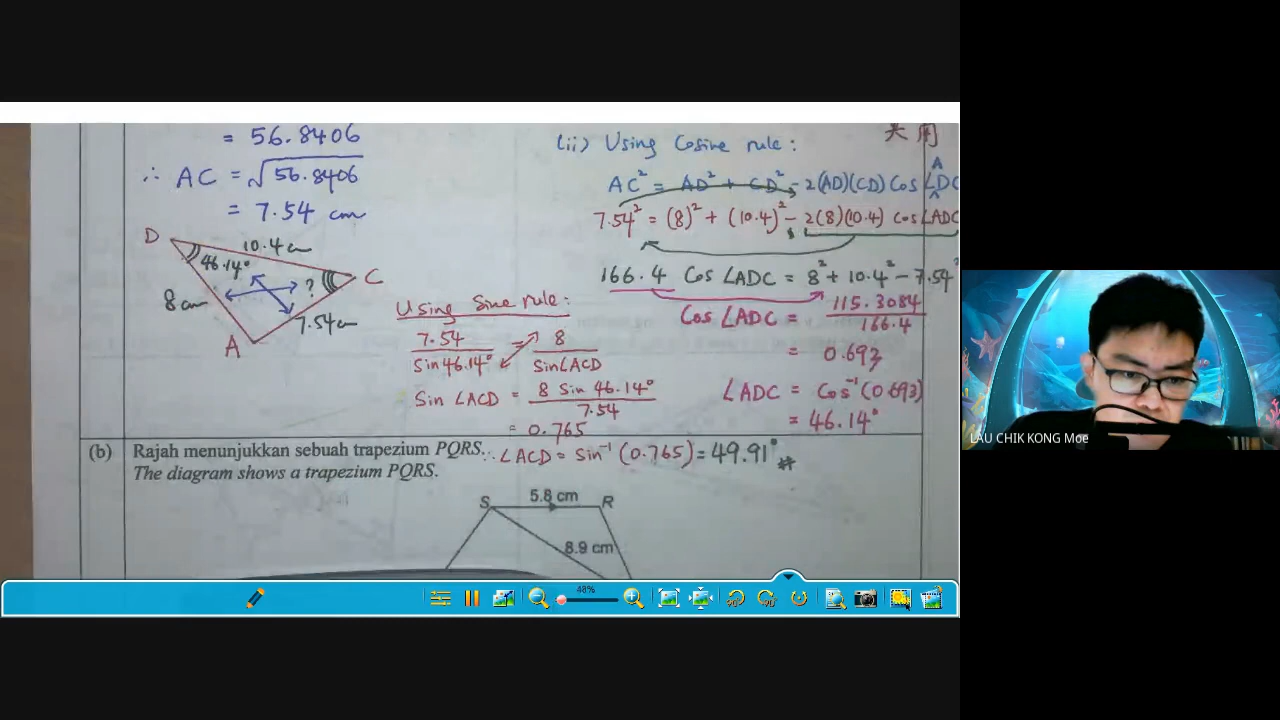 = 56.8406
∴ AC = √56.8406
= 7.54 cm
D
10.4 cm
46.14°
?
C
8 cm
7.54 cm
A
Using Sine rule:
7.54 / Sin 46.14° = 8 / Sin∠ACD
Sin ∠ACD = 8 Sin 46.14° / 7.54
= 0.765
∴ ∠ACD = Sin⁻¹ (0.765) = 49.91° #
(ii) Using Cosine rule:
AC² = AD² + CD² - 2(AD)(CD) Cos ∠ADC
7.54² = (8)² + (10.4)² - 2(8)(10.4) Cos ∠ADC
166.4 Cos ∠ADC = 8² + 10.4² - 7.54²
Cos ∠ADC = 115.3084 / 166.4
= 0.693
∠ADC = Cos⁻¹ (0.693)
= 46.14°
(b) Rajah menunjukkan sebuah trapezium PQRS.
The diagram shows a trapezium PQRS.
S 5.8 cm R
8.9 cm
48%
90° 90°
LAU CHIK KONG Moe